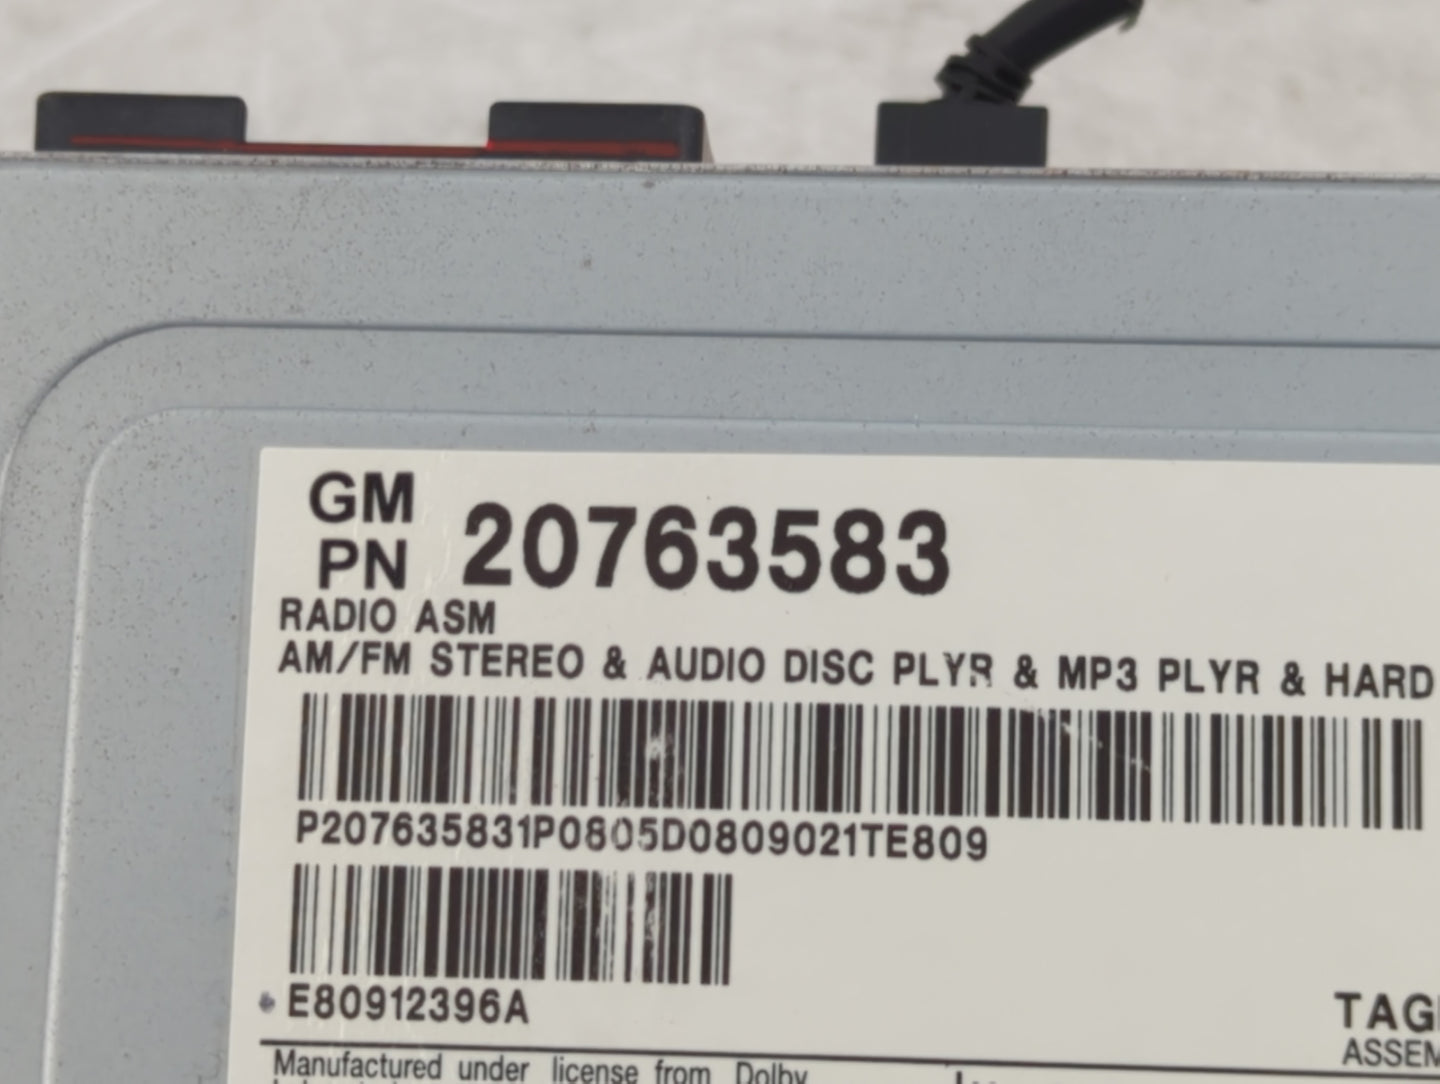 GM
PN 20763583
RADIO ASM
AM/FM STEREO & AUDIO DISC PLYR & MP3 PLYR & HARD
P207635831P0805D0809021TE809
E80912396A
TAG
ASSEM
Manufactured under license from Dolby